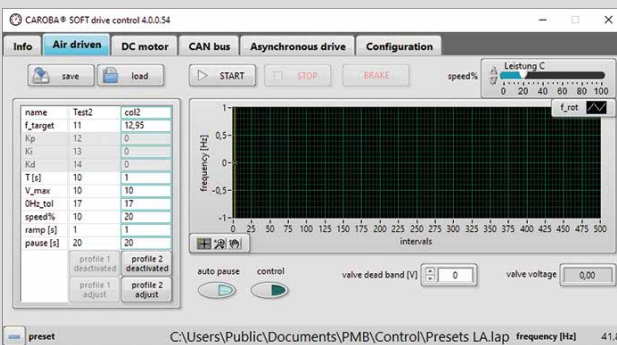 CAROBA® SOFT drive control 4.0.0.54
Info Air driven DC motor CAN bus Asynchronous drive Configuration
save load START STOP BRAKE speed% Leistung C
0 20 40 60 80 100
f_rot
name Test2 col2
f_target 11 12,95
Kp 12 0
Ki 13 0
Kd 14 0
T [s] 10 1
V_max 10 10
0Hz_tol 17 17
speed% 10 20
ramp [s] 1 1
pause [s] 20 20
profile 1 deactivated profile 2 deactivated
profile 1 adjust profile 2 adjust
frequency [Hz]
1-
0,5-
0-
-0,5-
-1-
0 25 50 75 100 125 150 175 200 225 250 275 300 325 350 375 400 425 450 475 500
intervals
auto pause control valve dead band [V] 0 valve voltage 0,00
preset C:\Users\Public\Documents\PMB\Control\Presets LA.lap frequency [Hz] 41,8